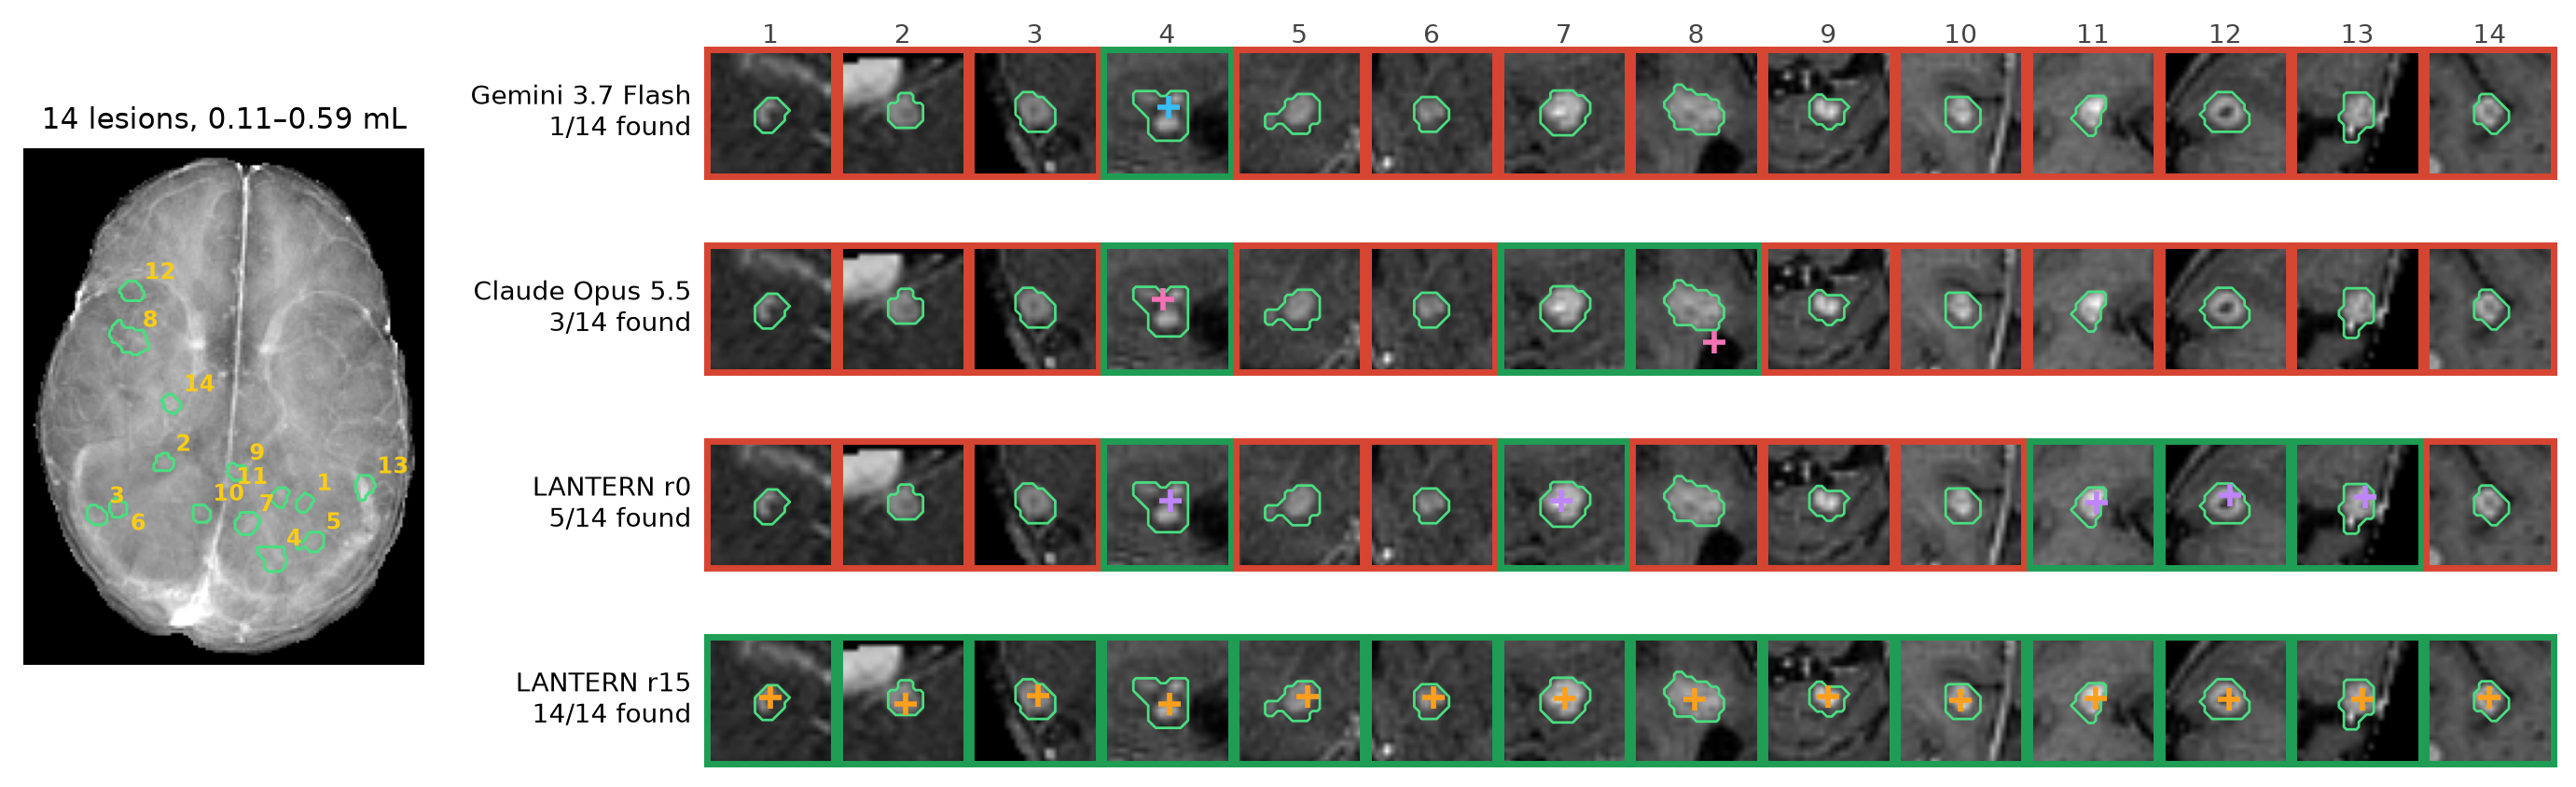 14 lesions, 0.11–0.59 mL
12
8
14
2
9
11
13
1
3
10
7
6
5
4
1 2 3 4 5 6 7 8 9 10 11 12 13 14
Gemini 3.7 Flash
1/14 found
Claude Opus 5.5
3/14 found
LANTERN r0
5/14 found
LANTERN r15
14/14 found